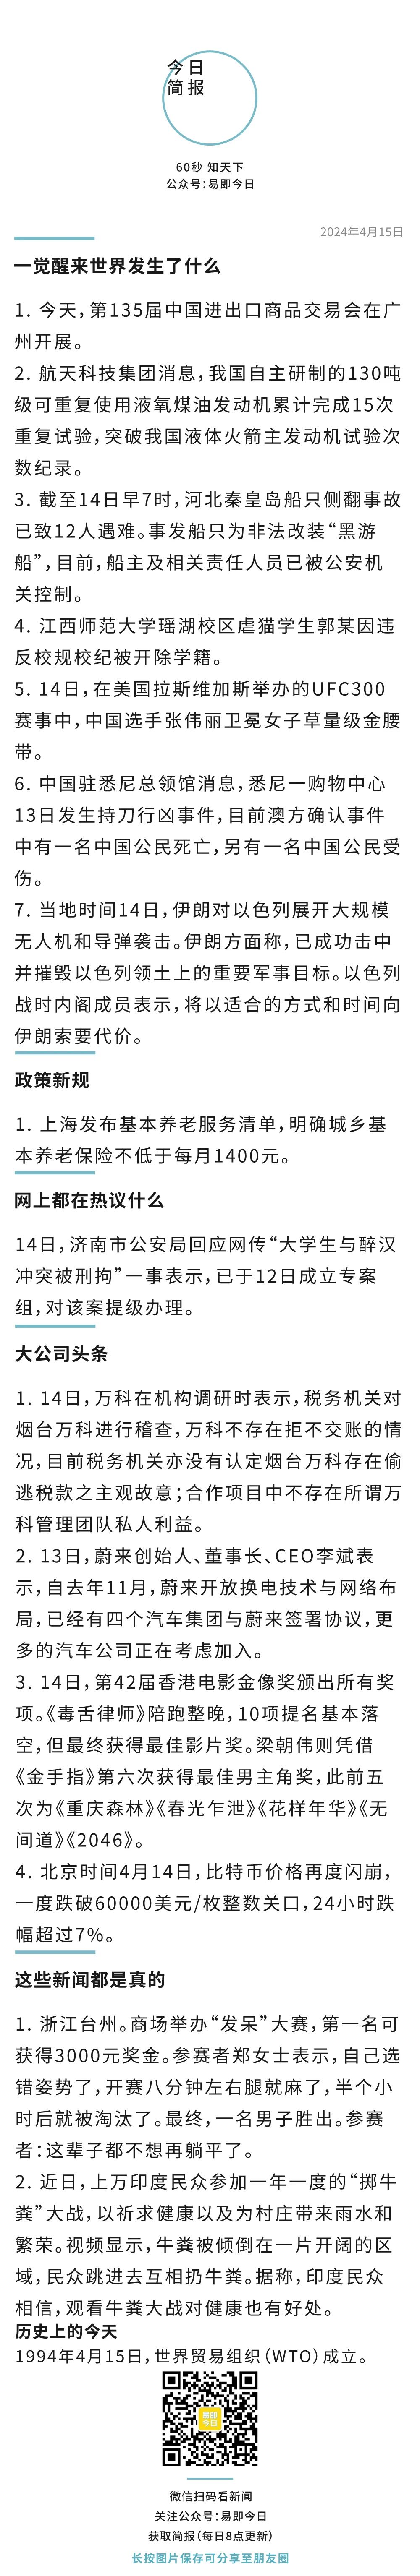 今日
简报
60秒 知天下
公众号：易即今日
2024年4月15日
一觉醒来世界发生了什么
1. 今天，第135届中国进出口商品交易会在广
州开展。
2. 航天科技集团消息，我国自主研制的130吨
级可重复使用液氧煤油发动机累计完成15次
重复试验，突破我国液体火箭主发动机试验次
数纪录。
3. 截至14日早7时，河北秦皇岛船只侧翻事故
已致12人遇难。事发船只为非法改装“黑游
船”，目前，船主及相关责任人员已被公安机
关控制。
4. 江西师范大学瑶湖校区虐猫学生郭某因违
反校规校纪被开除学籍。
5. 14日，在美国拉斯维加斯举办的UFC300
赛事中，中国选手张伟丽卫冕女子草量级金腰
带。
6. 中国驻悉尼总领馆消息，悉尼一购物中心
13日发生持刀行凶事件，目前澳方确认事件
中有一名中国公民死亡，另有一名中国公民受
伤。
7. 当地时间14日，伊朗对以色列展开大规模
无人机和导弹袭击。伊朗方面称，已成功击中
并摧毁以色列领土上的重要军事目标。以色列
战时内阁成员表示，将以适合的方式和时间向
伊朗索要代价。
政策新规
1. 上海发布基本养老服务清单，明确城乡基
本养老保险不低于每月1400元。
网上都在热议什么
14日，济南市公安局回应网传“大学生与醉汉
冲突被刑拘”一事表示，已于12日成立专案
组，对该案提级办理。
大公司头条
1. 14日，万科在机构调研时表示，税务机关对
烟台万科进行稽查，万科不存在拒不交账的情
况，目前税务机关亦没有认定烟台万科存在偷
逃税款之主观故意；合作项目中不存在所谓万
科管理团队私人利益。
2. 13日，蔚来创始人、董事长、CEO李斌表
示，自去年11月，蔚来开放换电技术与网络布
局，已经有四个汽车集团与蔚来签署协议，更
多的汽车公司正在考虑加入。
3. 14日，第42届香港电影金像奖颁出所有奖
项。《毒舌律师》陪跑整晚，10项提名基本落
空，但最终获得最佳影片奖。梁朝伟则凭借
《金手指》第六次获得最佳男主角奖，此前五
次为《重庆森林》《春光乍泄》《花样年华》《无
间道》《2046》。
4. 北京时间4月14日，比特币价格再度闪崩，
一度跌破60000美元/枚整数关口，24小时跌
幅超过7%。
这些新闻都是真的
1. 浙江台州。商场举办“发呆”大赛，第一名可
获得3000元奖金。参赛者郑女士表示，自己选
错姿势了，开赛八分钟左右腿就麻了，半个小
时后就被淘汰了。最终，一名男子胜出。参赛
者：这辈子都不想再躺平了。
2. 近日，上万印度民众参加一年一度的“掷牛
粪”大战，以祈求健康以及为村庄带来雨水和
繁荣。视频显示，牛粪被倾倒在一片开阔的区
域，民众跳进去互相扔牛粪。据称，印度民众
相信，观看牛粪大战对健康也有好处。
历史上的今天
1994年4月15日，世界贸易组织（WTO）成立。
易即
今日
微信扫码看新闻
关注公众号：易即今日
获取简报（每日8点更新）
长按图片保存可分享至朋友圈